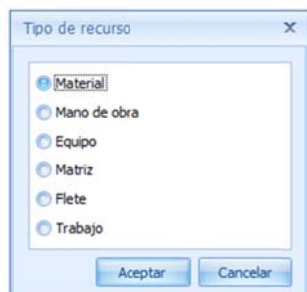 Tipo de recurso
Material
Mano de obra
Equipo
Matriz
Flete
Trabajo
Aceptar Cancelar